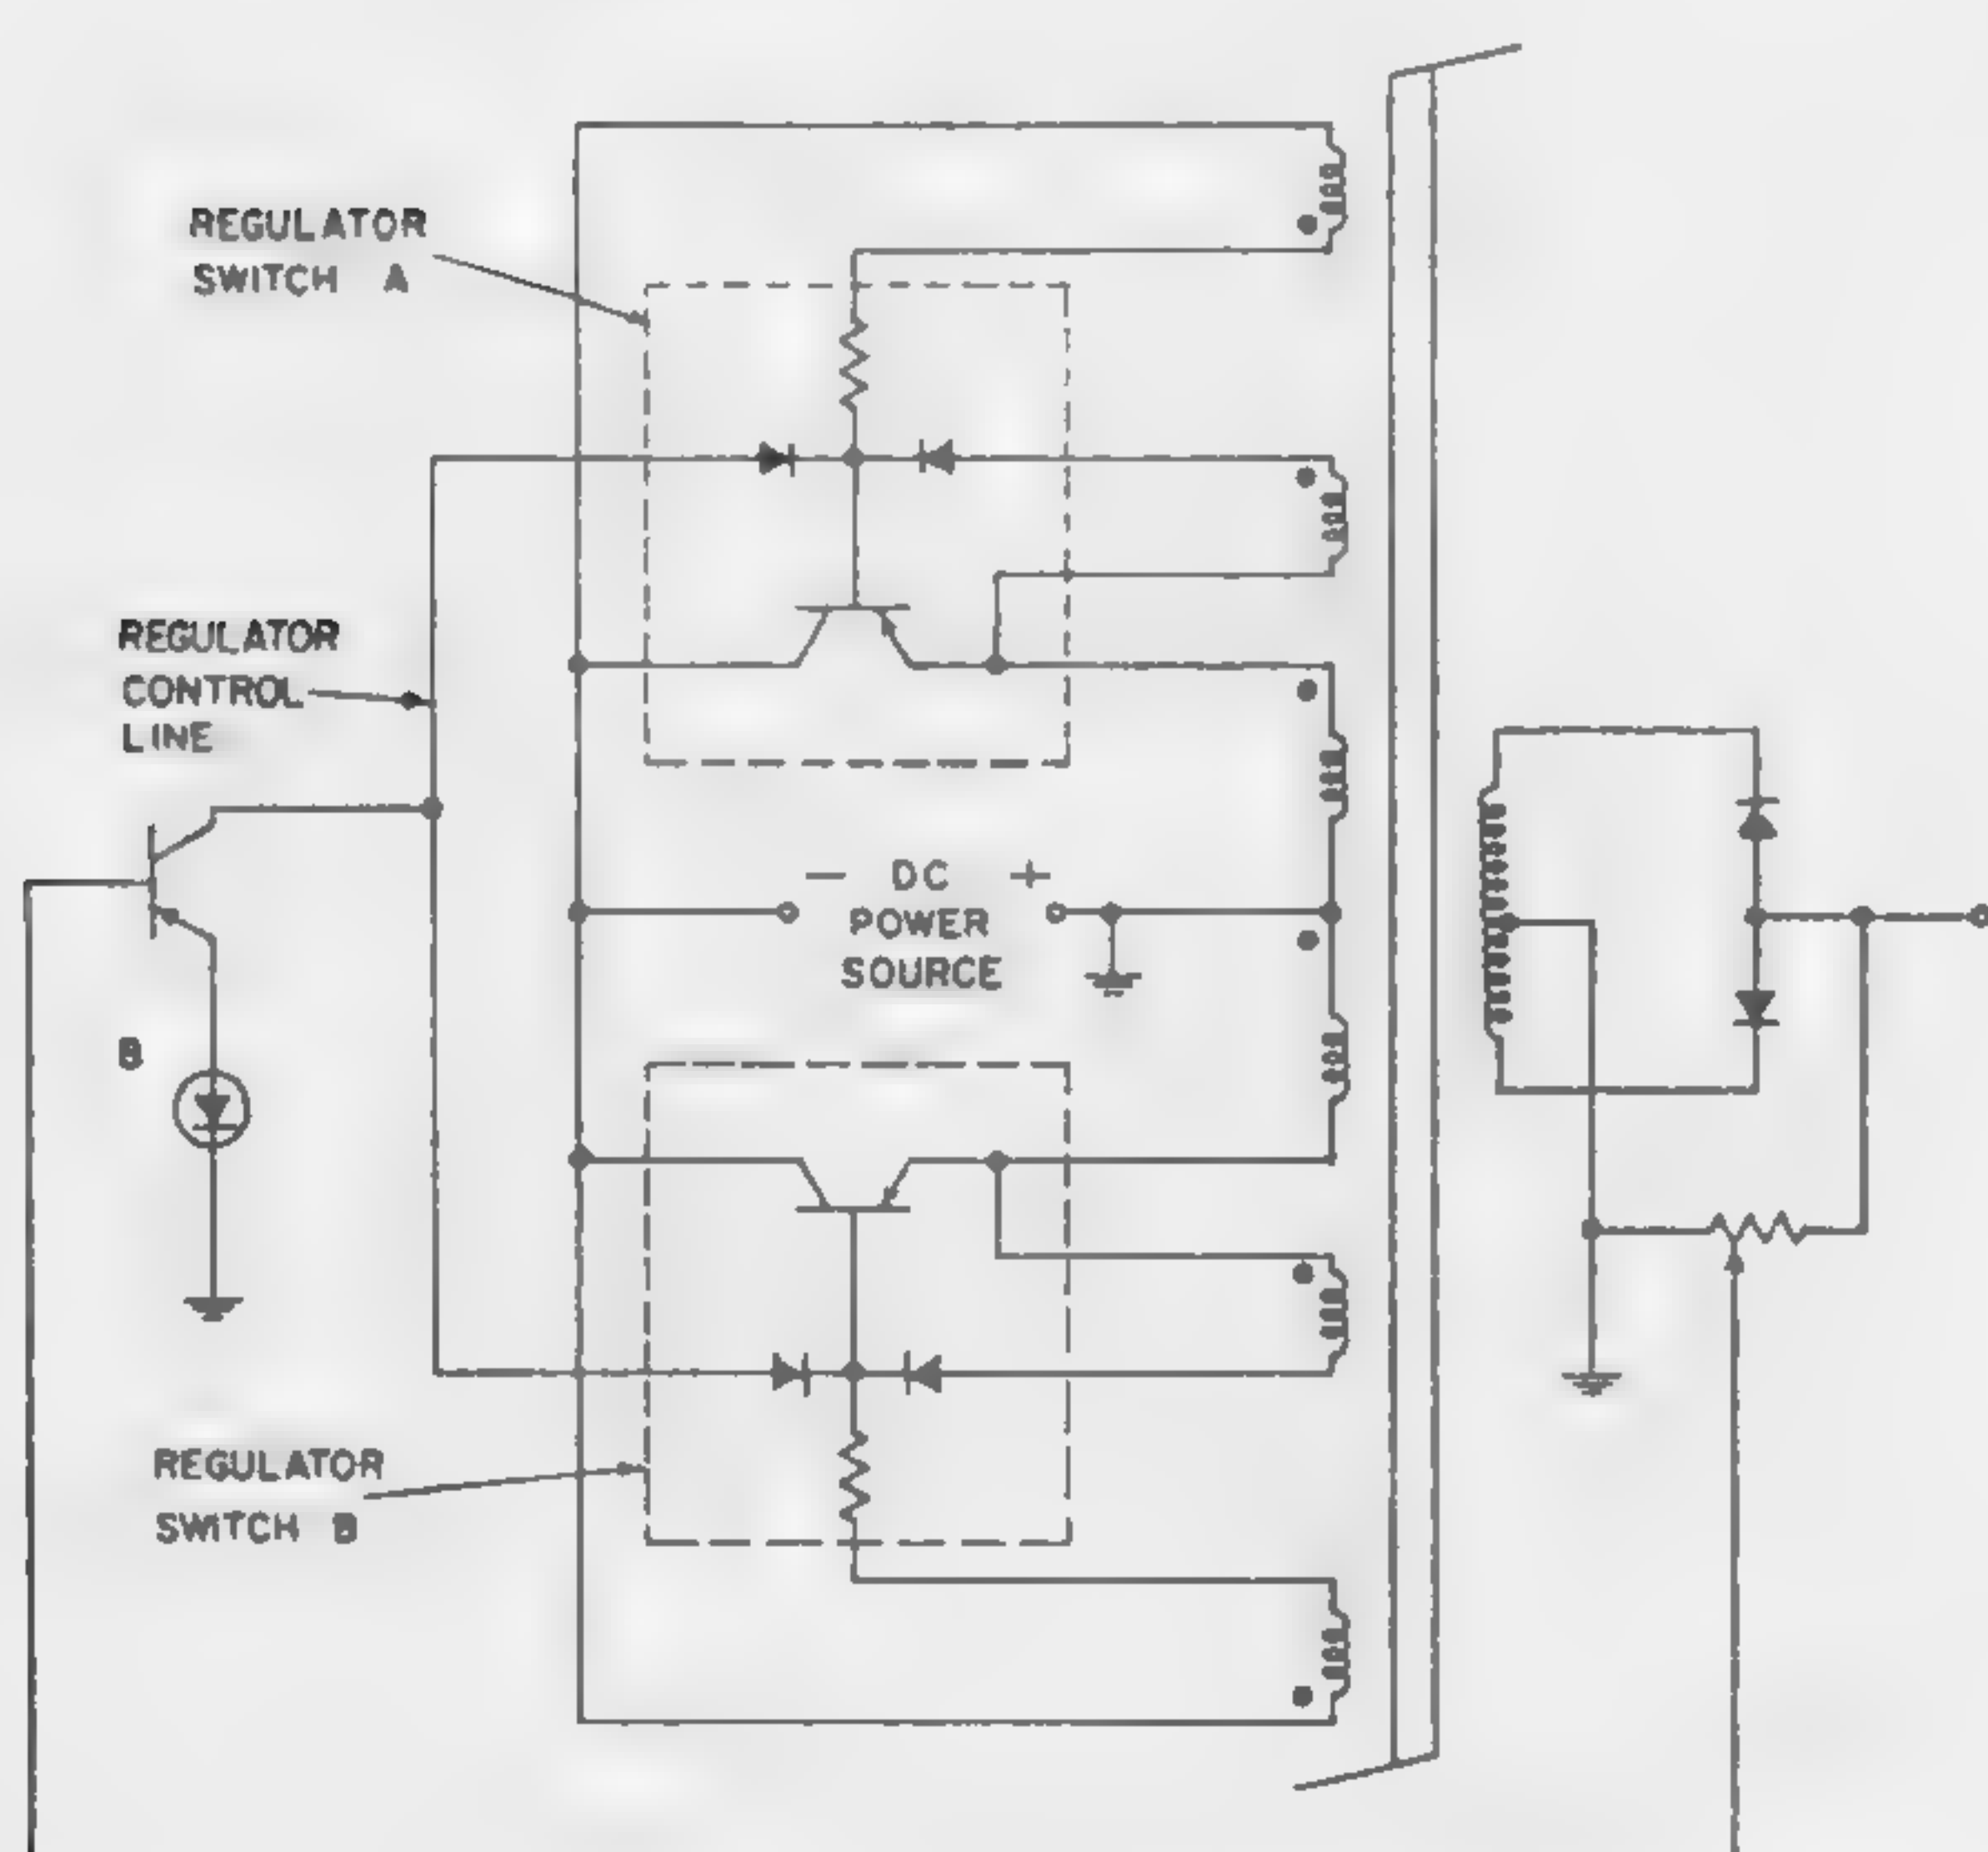 REGULATOR
SWITCH A
REGULATOR
CONTROL
LINE
— DC +
POWER
SOURCE
B
REGULATOR
SWITCH B